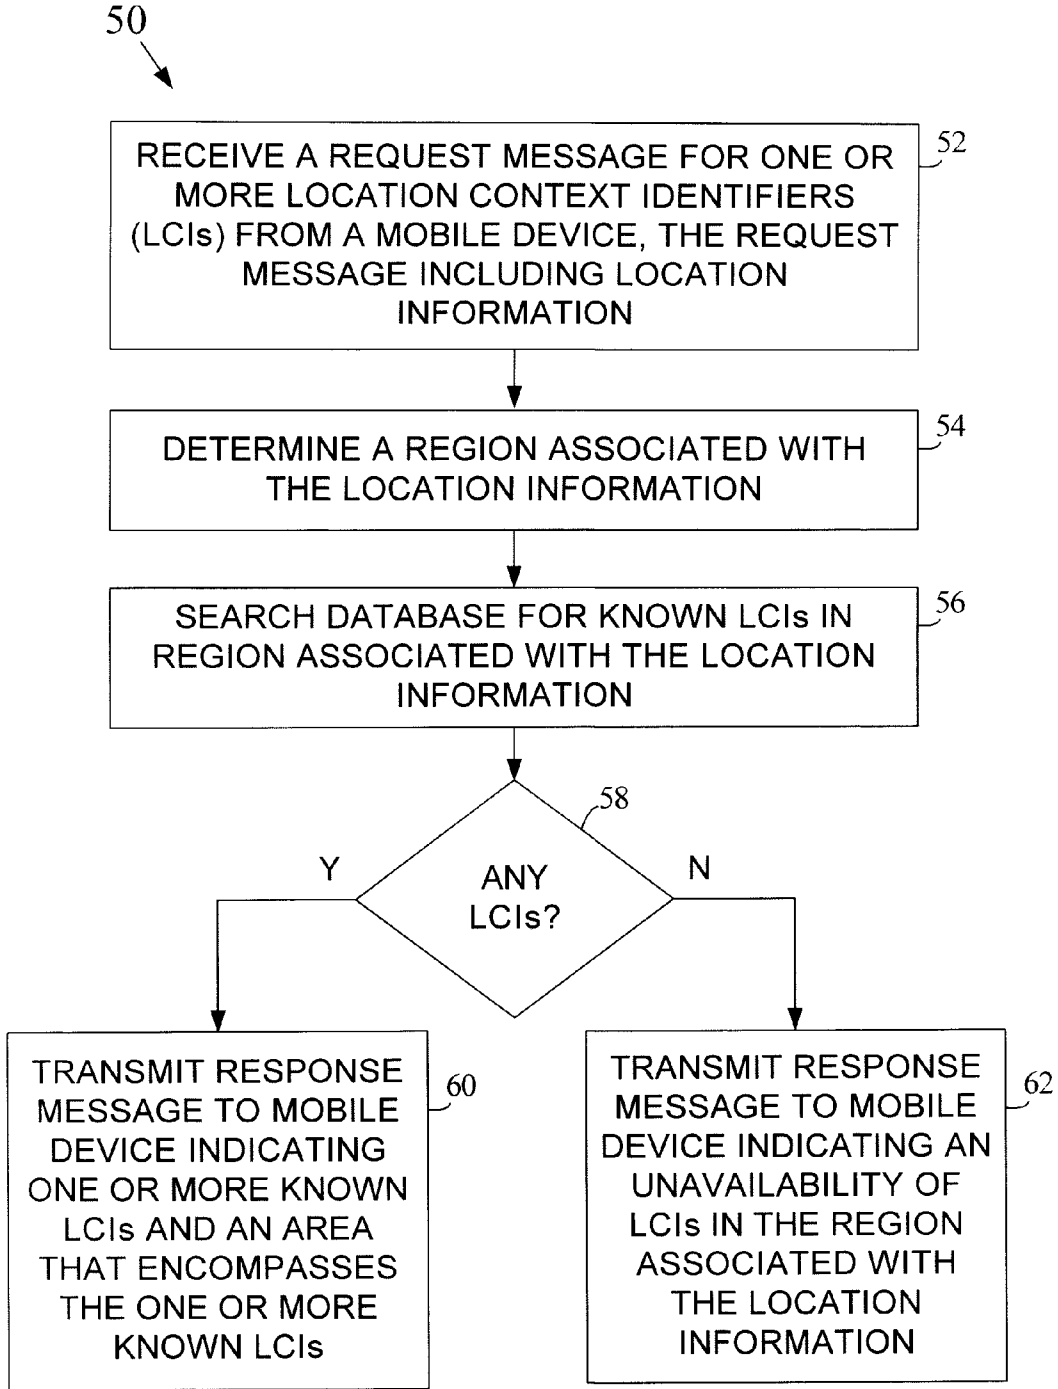 50
RECEIVE A REQUEST MESSAGE FOR ONE OR
MORE LOCATION CONTEXT IDENTIFIERS
(LCIs) FROM A MOBILE DEVICE, THE REQUEST
MESSAGE INCLUDING LOCATION
INFORMATION
52
DETERMINE A REGION ASSOCIATED WITH
THE LOCATION INFORMATION
54
SEARCH DATABASE FOR KNOWN LCIs IN
REGION ASSOCIATED WITH THE LOCATION
INFORMATION
56
58
ANY
LCIs?
Y
N
TRANSMIT RESPONSE
MESSAGE TO MOBILE
DEVICE INDICATING
ONE OR MORE KNOWN
LCIs AND AN AREA
THAT ENCOMPASSES
THE ONE OR MORE
KNOWN LCIs
60
TRANSMIT RESPONSE
MESSAGE TO MOBILE
DEVICE INDICATING AN
UNAVAILABILITY OF
LCIs IN THE REGION
ASSOCIATED WITH
THE LOCATION
INFORMATION
62